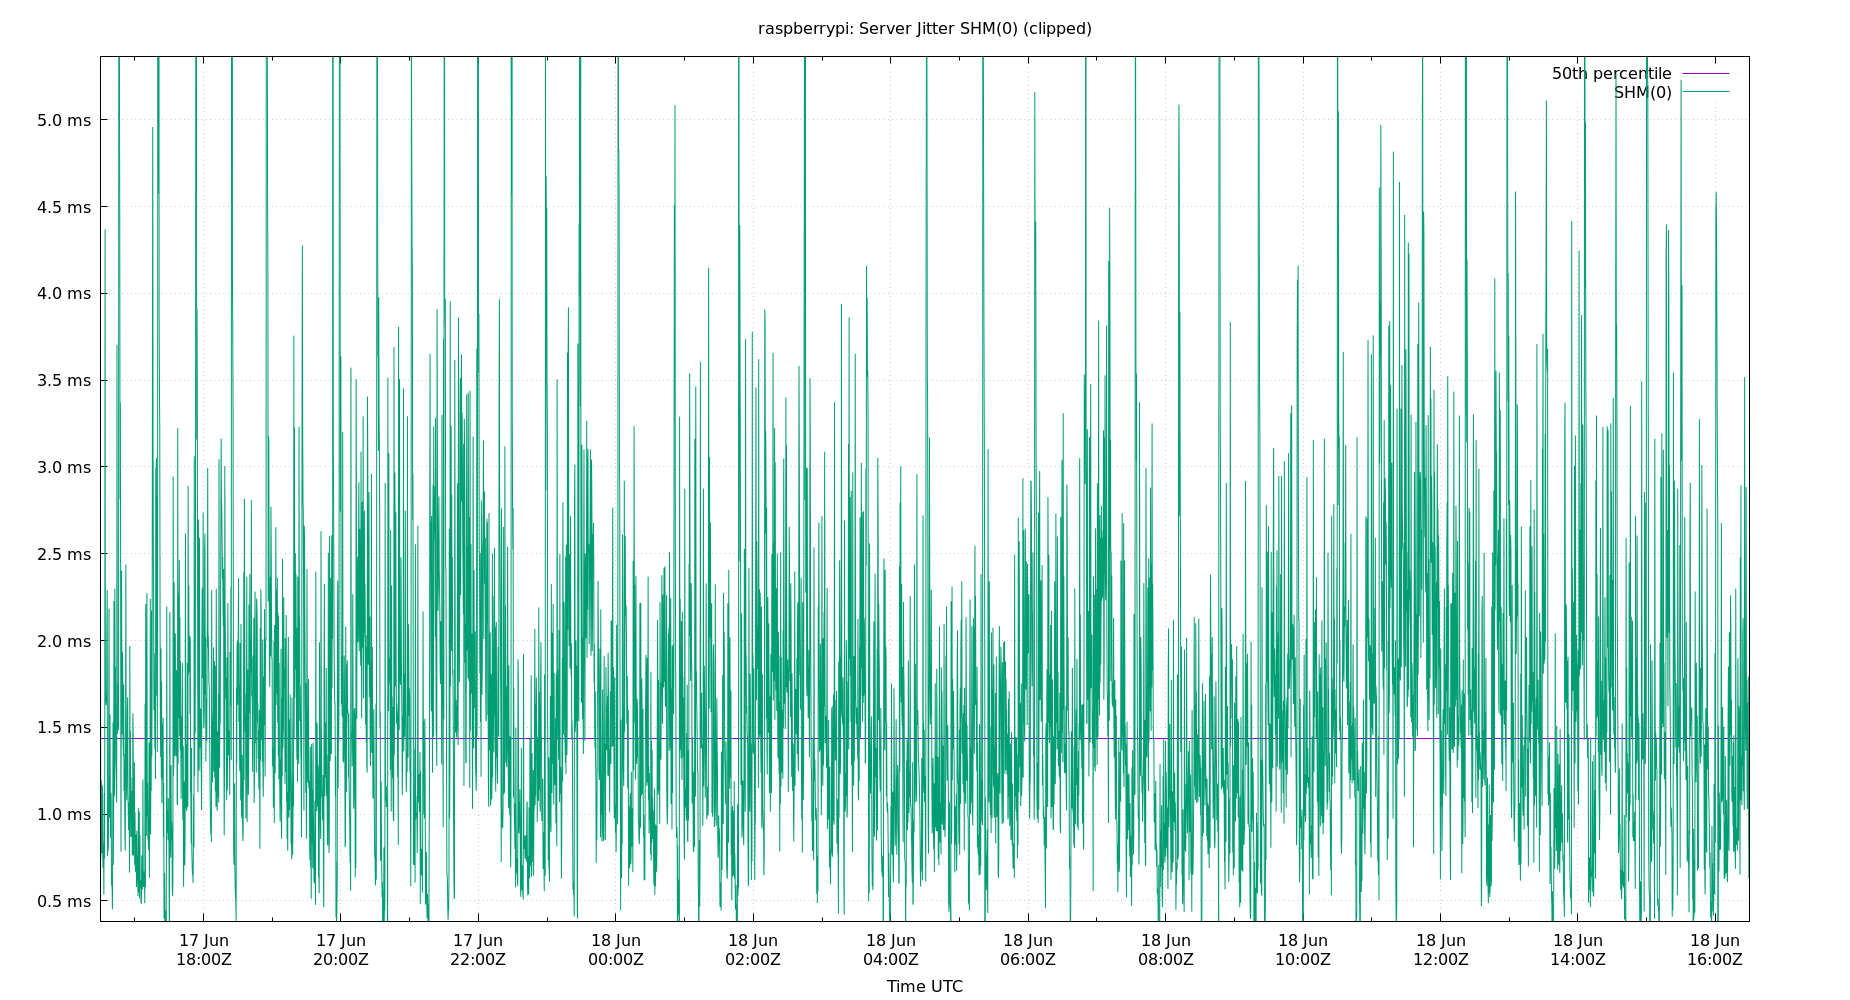 raspberrypi: Server Jitter SHM(0) (clipped)
50th percentile
SHM(0)
5.0 ms
4.5 ms
4.0 ms
3.5 ms
3.0 ms
2.5 ms
2.0 ms
1.5 ms
1.0 ms
0.5 ms
17 Jun 17 Jun 17 Jun 18 Jun 18 Jun 18 Jun 18 Jun 18 Jun 18 Jun 18 Jun 18 Jun 18 Jun
18:00Z 20:00Z 22:00Z 00:00Z 02:00Z 04:00Z 06:00Z 08:00Z 10:00Z 12:00Z 14:00Z 16:00Z
Time UTC